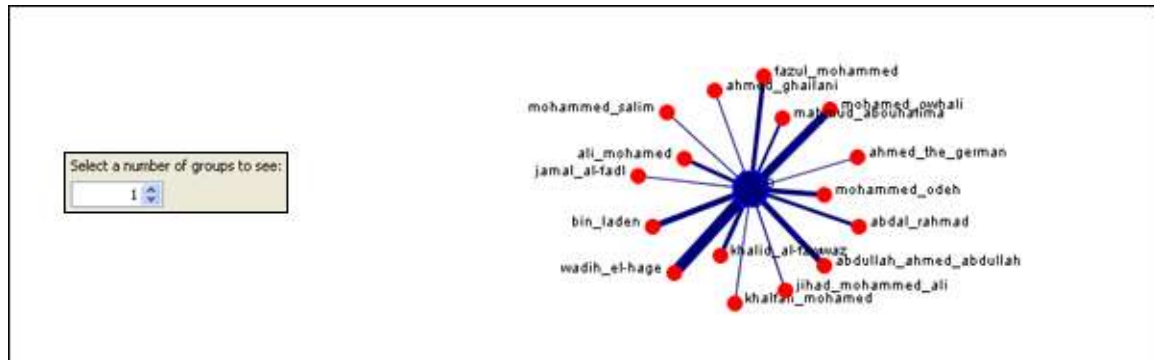 Select a number of groups to see:
1
fazul_mohammed
ahmed_ghailani
mohammed_salim
mohamed_owhali
mahmud_abouhalima
ali_mohamed
ahmed_the_german
jamal_al-fadl
mohammed_odeh
bin_laden
abdal_rahmad
khalid_al-fawwaz
abdullah_ahmed_abdullah
wadih_el-hage
jihad_mohammed_ali
khalfan_mohamed